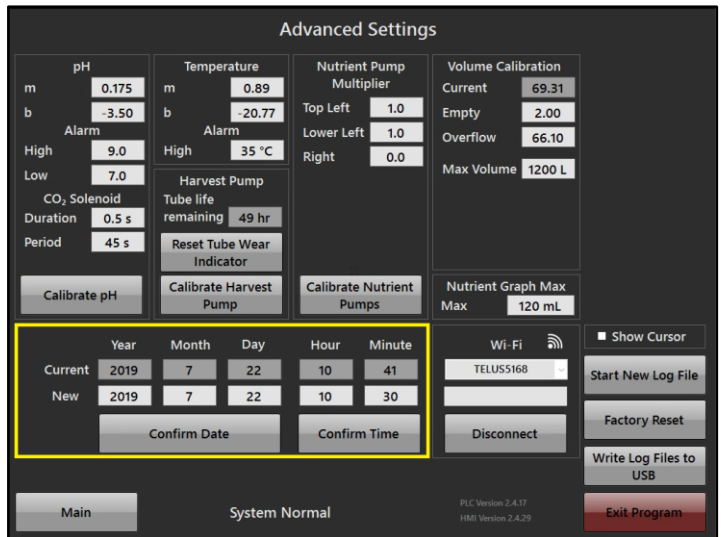 Advanced Settings
pH
m 0.175
b -3.50
Alarm
High 9.0
Low 7.0
CO₂ Solenoid
Duration 0.5 s
Period 45 s
Calibrate pH
Temperature
m 0.89
b -20.77
Alarm
High 35 °C
Harvest Pump
Tube life
remaining 49 hr
Reset Tube Wear
Indicator
Calibrate Harvest
Pump
Nutrient Pump
Multiplier
Top Left 1.0
Lower Left 1.0
Right 0.0
Calibrate Nutrient
Pumps
Volume Calibration
Current 69.31
Empty 2.00
Overflow 66.10
Max Volume 1200 L
Nutrient Graph Max
Max 120 mL
Year Month Day Hour Minute
Current 2019 7 22 10 41
New 2019 7 22 10 30
Confirm Date Confirm Time
Wi-Fi
TELUS5168
Disconnect
Show Cursor
Start New Log File
Factory Reset
Write Log Files to
USB
Main
System Normal
PLC Version 2.4.17
HMI Version 2.4.29
Exit Program